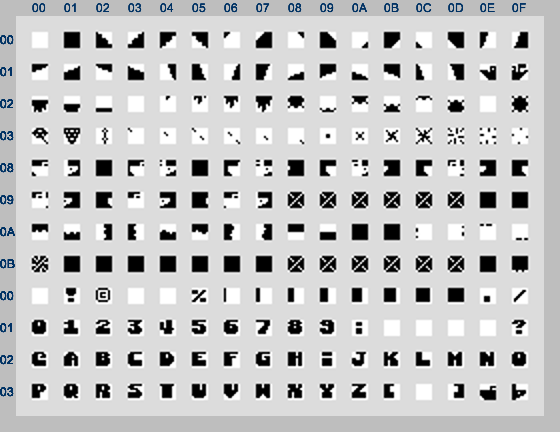 00 01 02 03 04 05 06 07 08 09 0A 0B 0C 0D 0E 0F
00
01
02
03
08
09
0A
0B
00 ! © % . /
01 0 1 2 3 4 5 6 7 8 9 : ?
02 A B C D E F G H I J K L M N O
03 P Q R S T U V W X Y Z [ ]